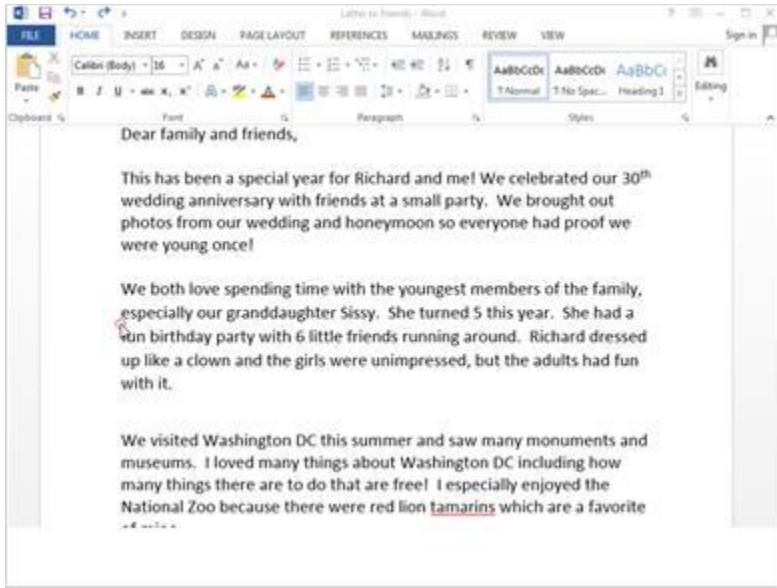 Letter to friends - Word
FILE HOME INSERT DESIGN PAGE LAYOUT REFERENCES MAILINGS REVIEW VIEW Sign in
Calibri (Body) 16
AaBbCcDc AaBbCcDc AaBbCc
Paste ¶ Normal ¶ No Spac... Heading 1 Editing
Clipboard Font Paragraph Styles
Dear family and friends,
This has been a special year for Richard and me! We celebrated our 30th
wedding anniversary with friends at a small party. We brought out
photos from our wedding and honeymoon so everyone had proof we
were young once!
We both love spending time with the youngest members of the family,
especially our granddaughter Sissy. She turned 5 this year. She had a
fun birthday party with 6 little friends running around. Richard dressed
up like a clown and the girls were unimpressed, but the adults had fun
with it.
We visited Washington DC this summer and saw many monuments and
museums. I loved many things about Washington DC including how
many things there are to do that are free! I especially enjoyed the
National Zoo because there were red lion tamarins which are a favorite